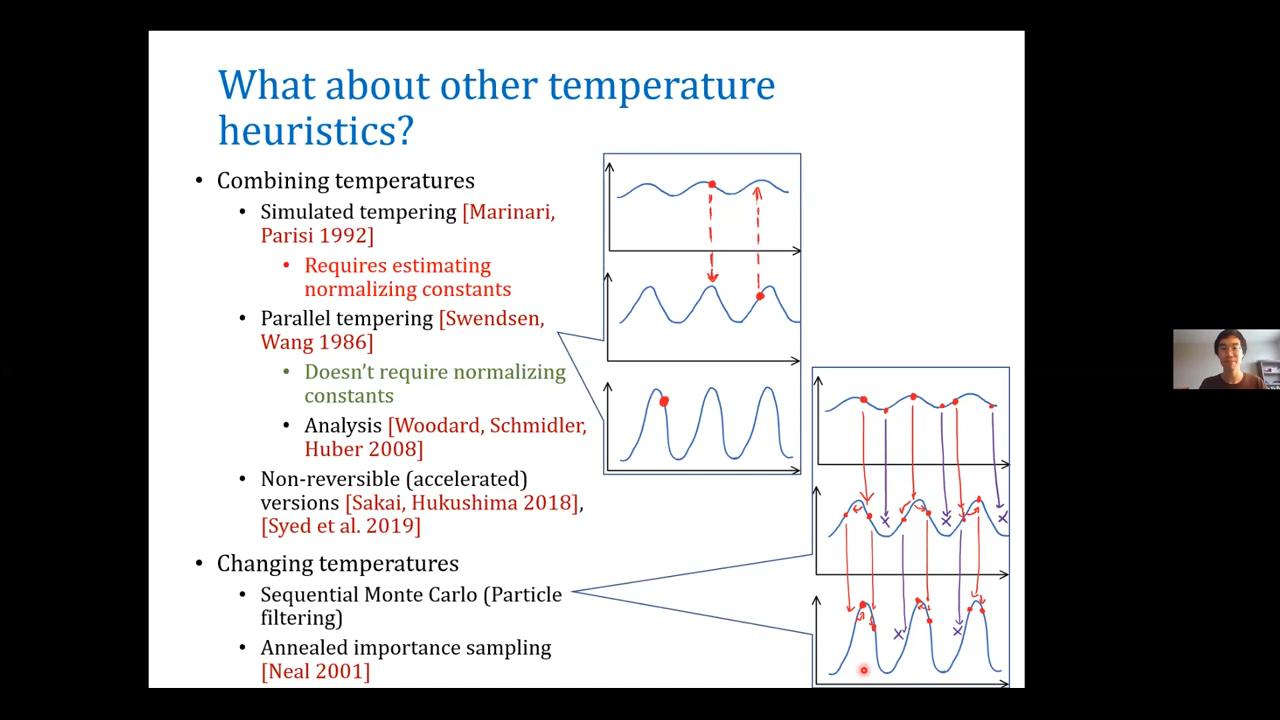 What about other temperature
heuristics?
• Combining temperatures
• Simulated tempering [Marinari,
Parisi 1992]
• Requires estimating
normalizing constants
• Parallel tempering [Swendsen,
Wang 1986]
• Doesn't require normalizing
constants
• Analysis [Woodard, Schmidler,
Huber 2008]
• Non-reversible (accelerated)
versions [Sakai, Hukushima 2018],
[Syed et al. 2019]
• Changing temperatures
• Sequential Monte Carlo (Particle
filtering)
• Annealed importance sampling
[Neal 2001]